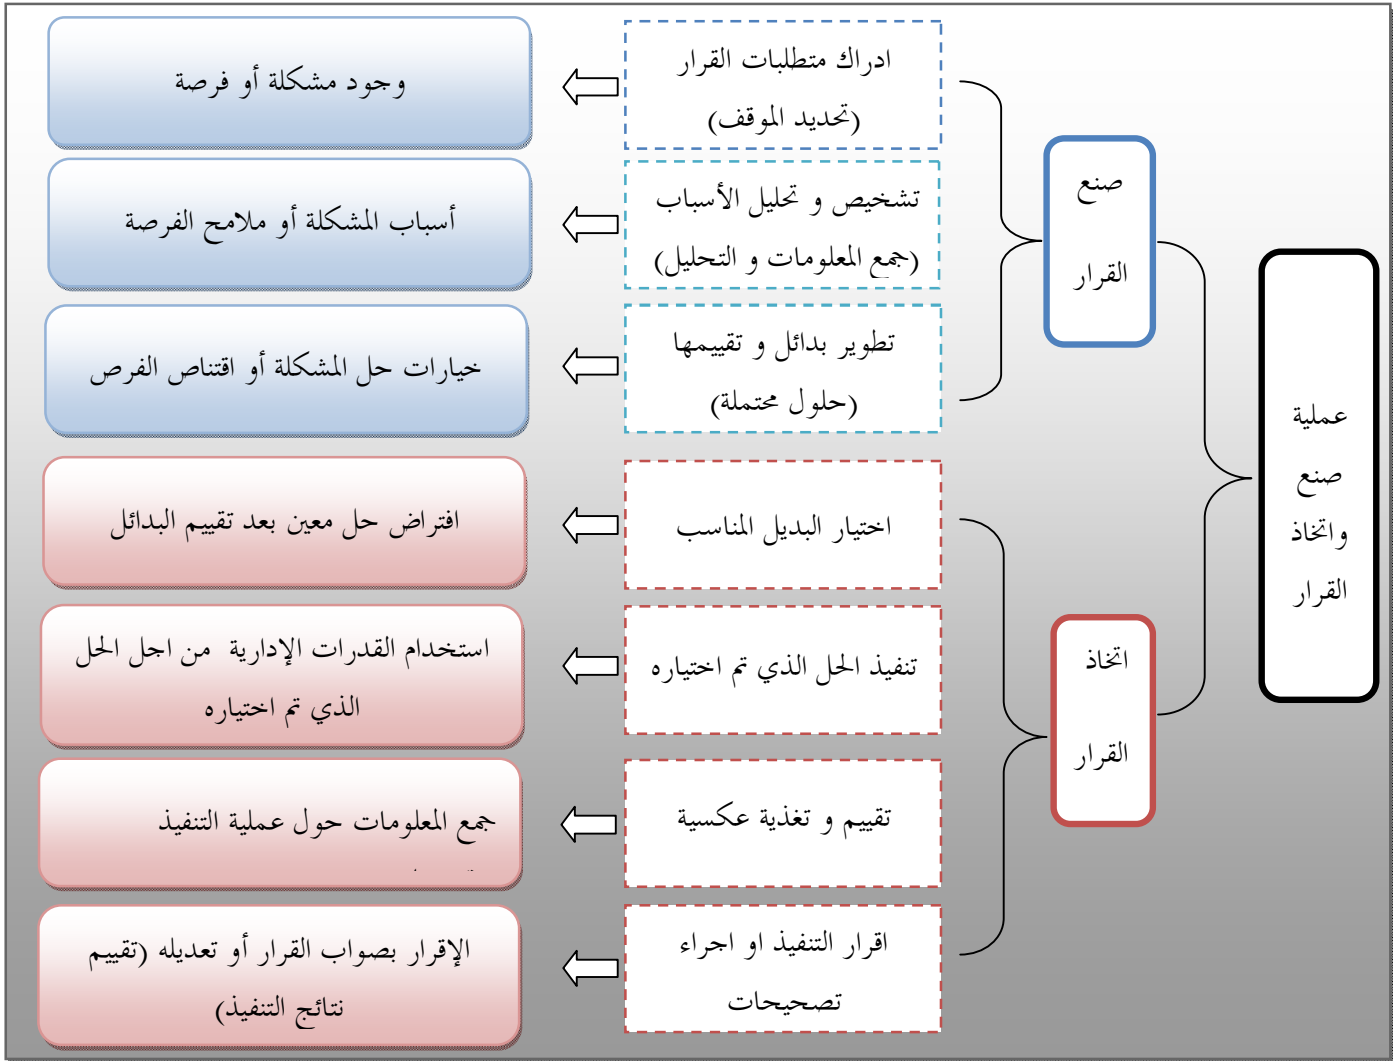 عملية
صنع
واتخاذ
القرار
صنع
القرار
ادراك متطلبات القرار
(تحديد الموقف)
وجود مشكلة أو فرصة
تشخيص و تحليل الأسباب
(جمع المعلومات و التحليل)
أسباب المشكلة أو ملامح الفرصة
تطوير بدائل و تقييمها
(حلول محتملة)
خيارات حل المشكلة أو اقتناص الفرص
اتخاذ
القرار
اختيار البديل المناسب
افتراض حل معين بعد تقييم البدائل
تنفيذ الحل الذي تم اختياره
استخدام القدرات الإدارية من اجل الحل
الذي تم اختياره
تقييم و تغذية عكسية
جمع المعلومات حول عملية التنفيذ
اقرار التنفيذ او اجراء
تصحيحات
الإقرار بصواب القرار أو تعديله (تقييم
نتائج التنفيذ)